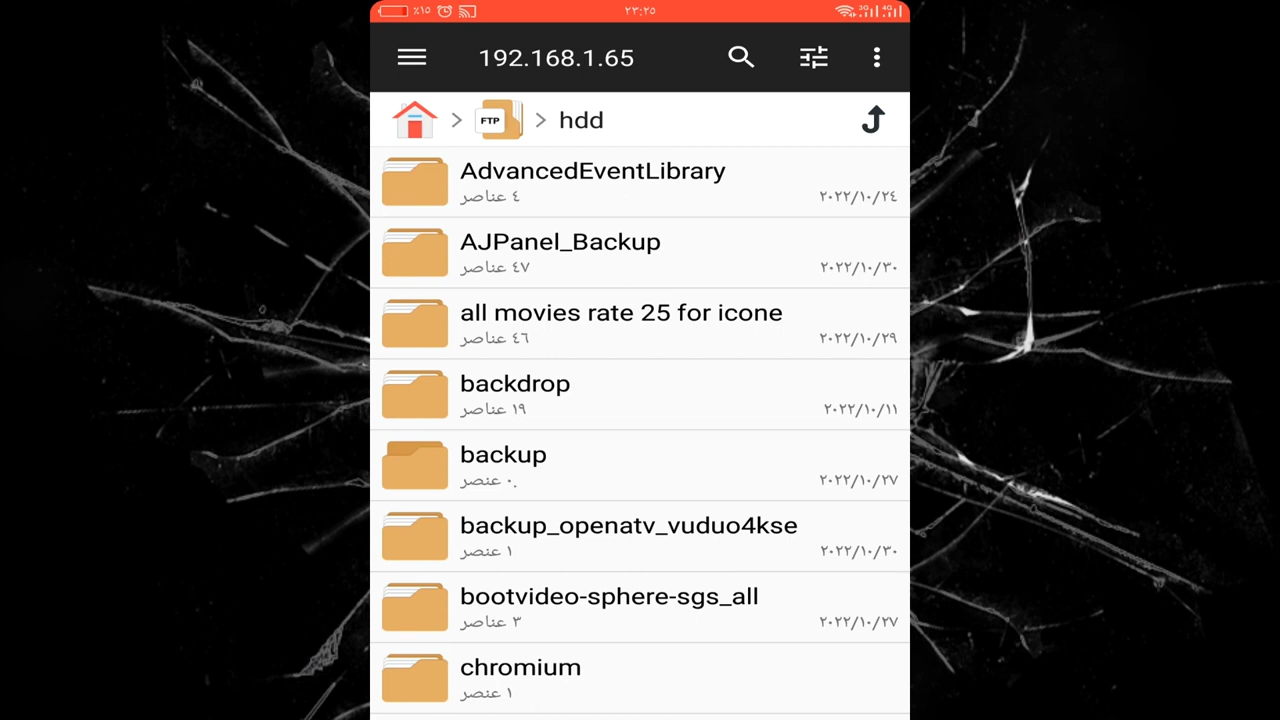 ٪١٥ ٢٣:٢٥ 3G 4G
192.168.1.65
FTP hdd
AdvancedEventLibrary
٤ عناصر ٢٠٢٢/١٠/٢٤
AJPanel_Backup
٤٧ عناصر ٢٠٢٢/١٠/٣٠
all movies rate 25 for icone
٤٦ عناصر ٢٠٢٢/١٠/٢٩
backdrop
١٩ عناصر ٢٠٢٢/١٠/١١
backup
٠. عنصر ٢٠٢٢/١٠/٢٧
backup_openatv_vuduo4kse
١ عنصر ٢٠٢٢/١٠/٣٠
bootvideo-sphere-sgs_all
٣ عناصر ٢٠٢٢/١٠/٢٧
chromium
١ عنصر